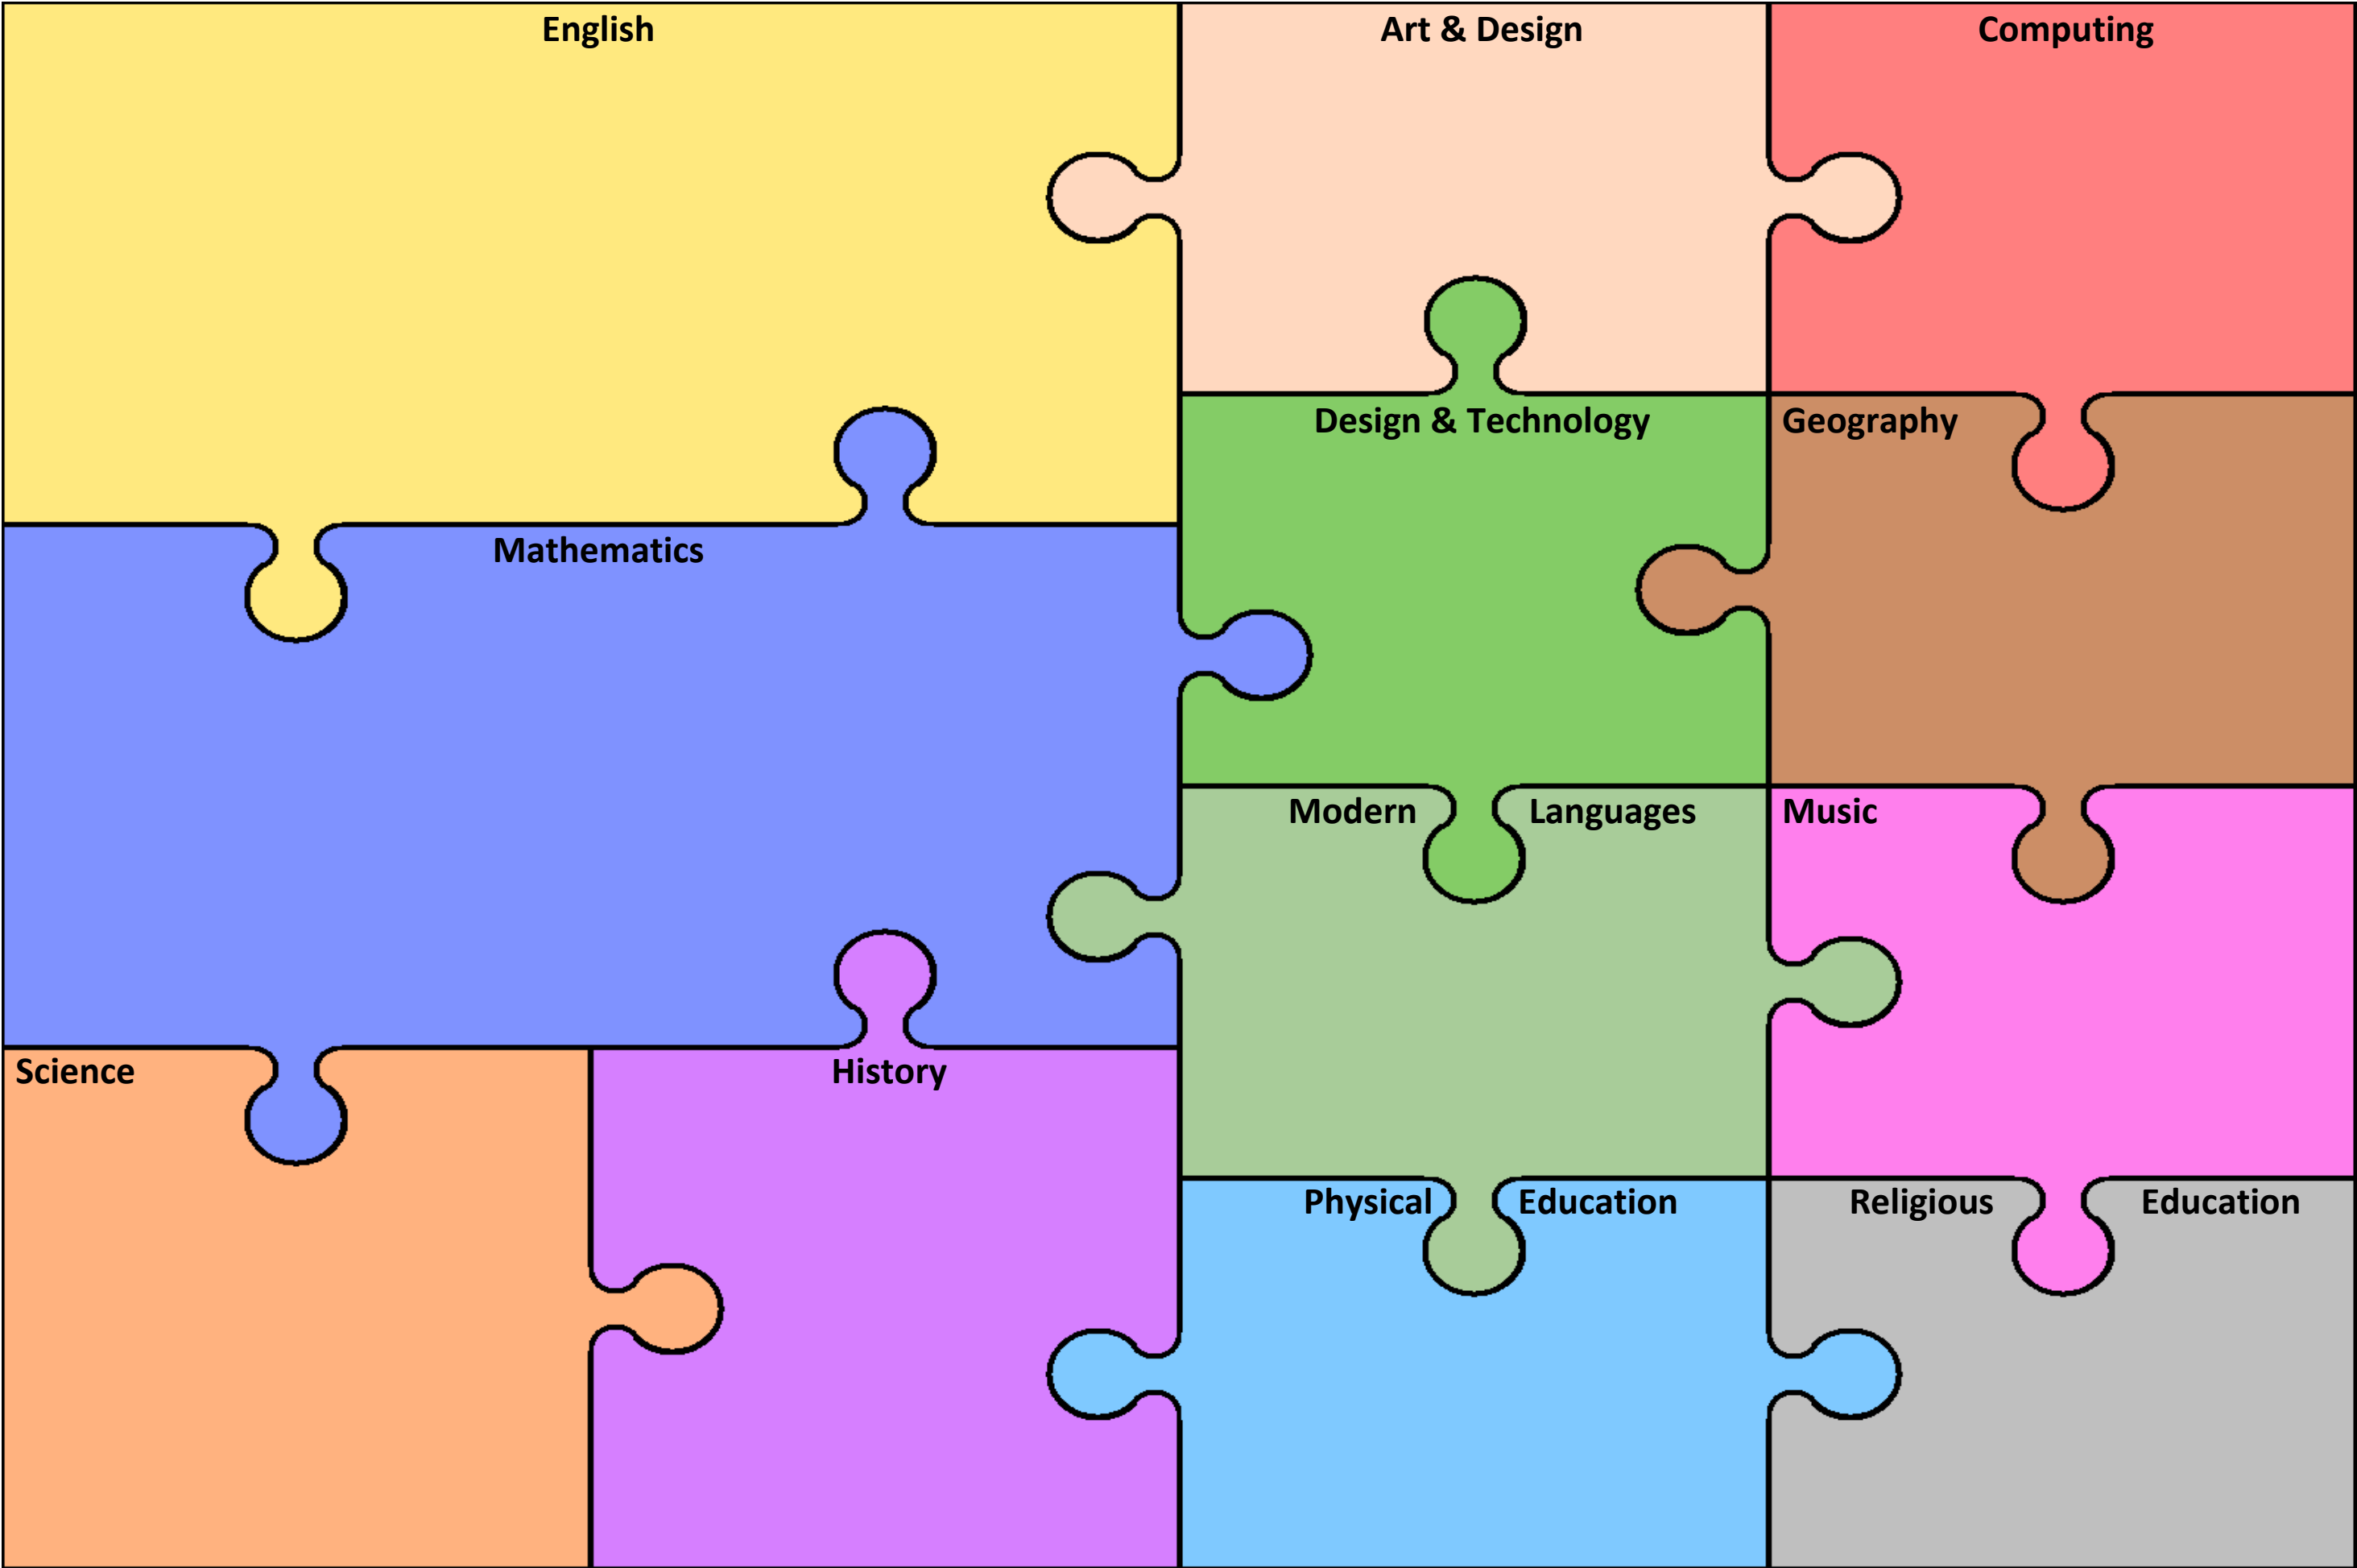 English
Art & Design
Computing
Design & Technology
Geography
Mathematics
Modern Languages
Music
Science
History
Physical Education
Religious Education